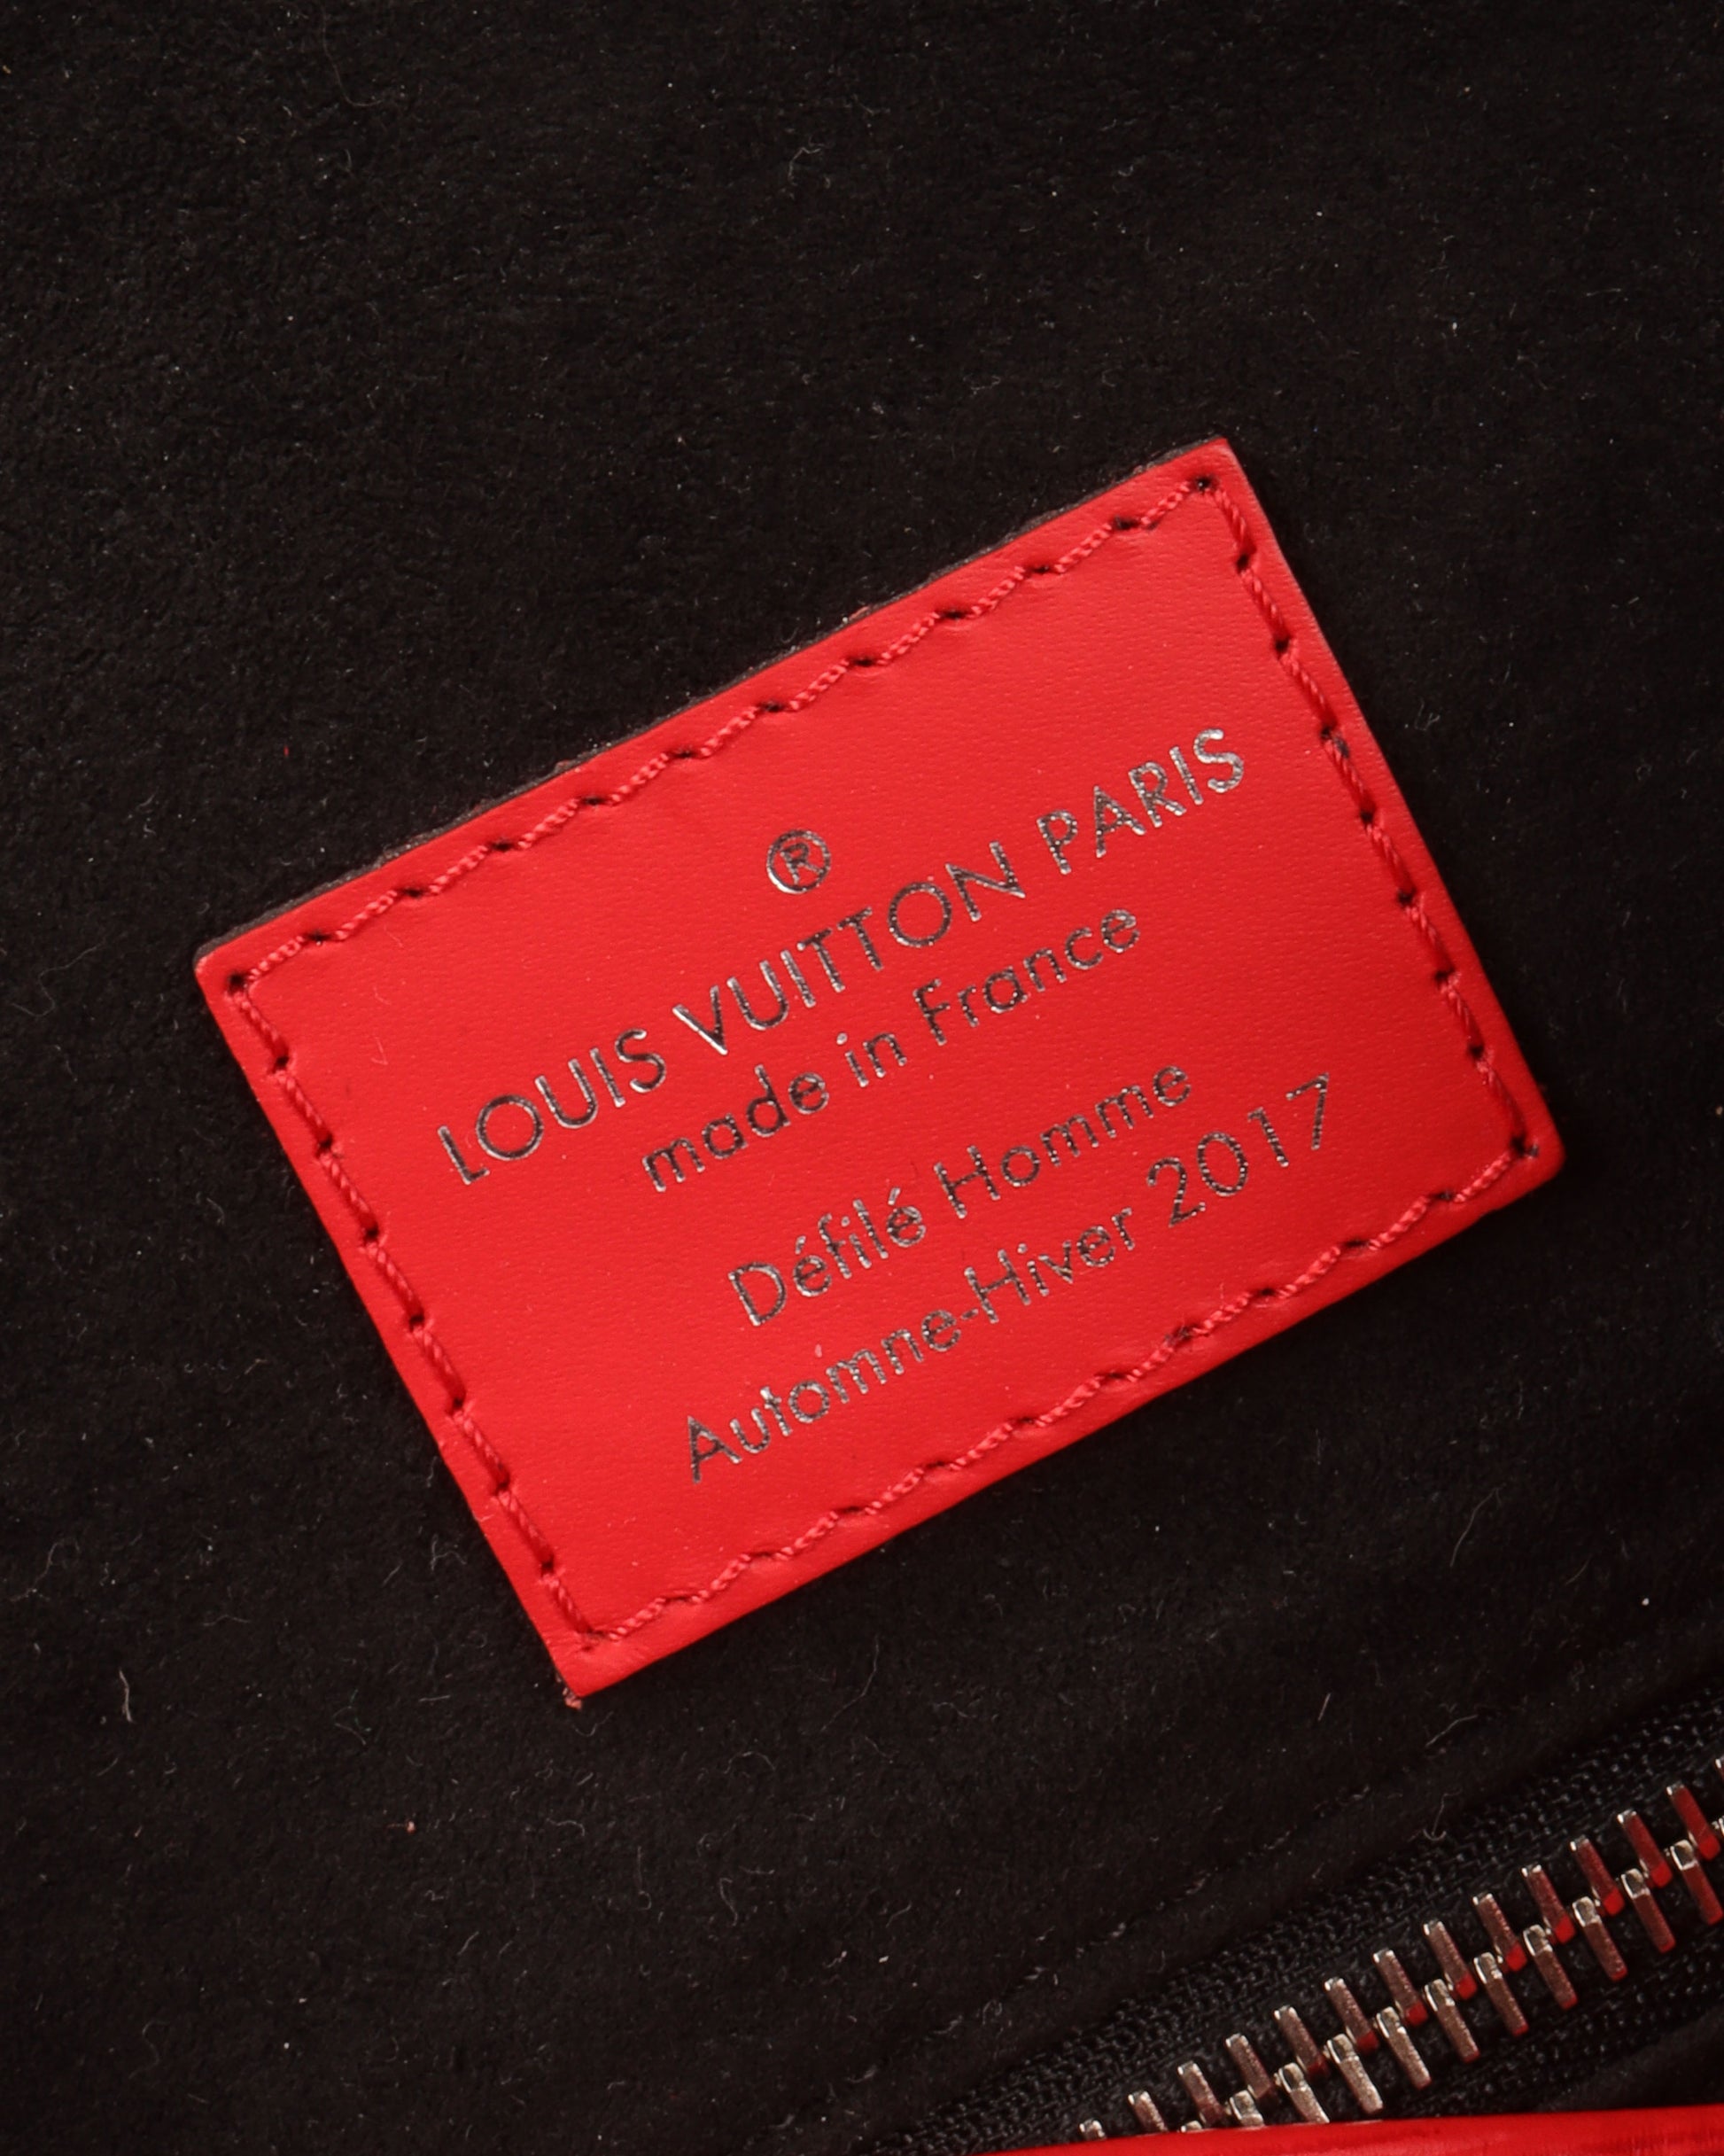 ®
LOUIS VUITTON PARIS
made in France
Défilé Homme
Automne-Hiver 2017